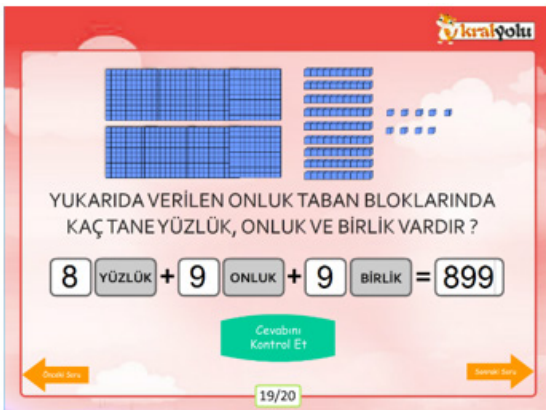 kralyolu
YUKARIDA VERİLEN ONLUK TABAN BLOKLARINDA
KAÇ TANE YÜZLÜK, ONLUK VE BİRLİK VARDIR ?
8 YÜZLÜK + 9 ONLUK + 9 BİRLİK = 899
Cevabını
Kontrol Et
Önceki Soru
Sonraki Soru
19/20